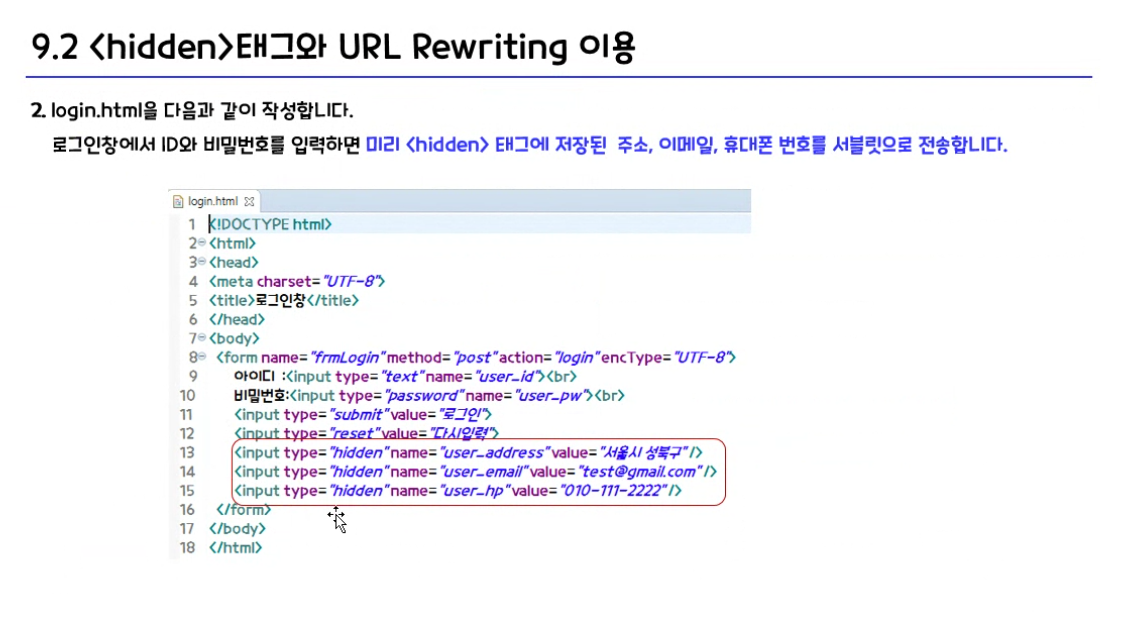 9.2 <hidden>태그와 URL Rewriting 이용
2. login.html을 다음과 같이 작성합니다.
로그인창에서 ID와 비밀번호를 입력하면 미리 <hidden> 태그에 저장된 주소, 이메일, 휴대폰 번호를 서블릿으로 전송합니다.
login.html
1 <!DOCTYPE html>
2 <html>
3 <head>
4 <meta charset="UTF-8">
5 <title>로그인창</title>
6 </head>
7 <body>
8 <form name="frmLogin"method="post"action="login"encType="UTF-8">
9 아이디 :<input type="text"name="user_id"><br>
10 비밀번호:<input type="password"name="user_pw"><br>
11 <input type="submit"value="로그인">
12 <input type="reset"value="다시입력">
13 <input type="hidden"name="user_address"value="서울시 성북구"/>
14 <input type="hidden"name="user_email"value="test@gmail.com"/>
15 <input type="hidden"name="user_hp"value="010-111-2222"/>
16 </form>
17 </body>
18 </html>